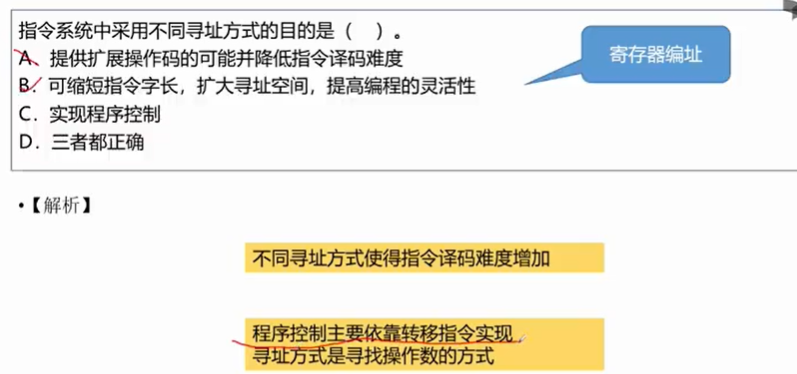 指令系统中采用不同寻址方式的目的是（ ）。
A．提供扩展操作码的可能并降低指令译码难度
B．可缩短指令字长，扩大寻址空间，提高编程的灵活性
寄存器编址
C．实现程序控制
D．三者都正确
•【解析】
不同寻址方式使得指令译码难度增加
程序控制主要依靠转移指令实现
寻址方式是寻找操作数的方式